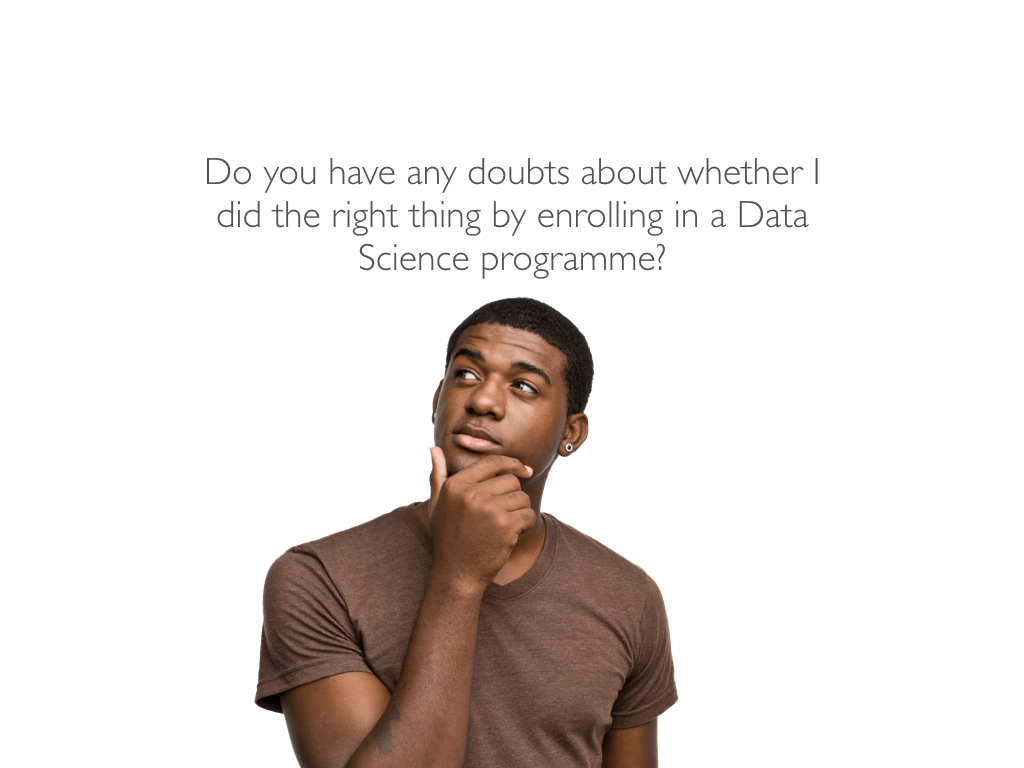 Do you have any doubts about whether I
did the right thing by enrolling in a Data
Science programme?